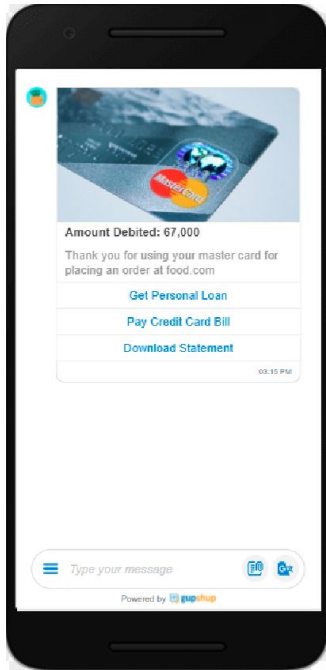 MasterCard
Amount Debited: 67,000
Thank you for using your master card for
placing an order at food.com
Get Personal Loan
Pay Credit Card Bill
Download Statement
03:15 PM
Type your message
Powered by gupshup